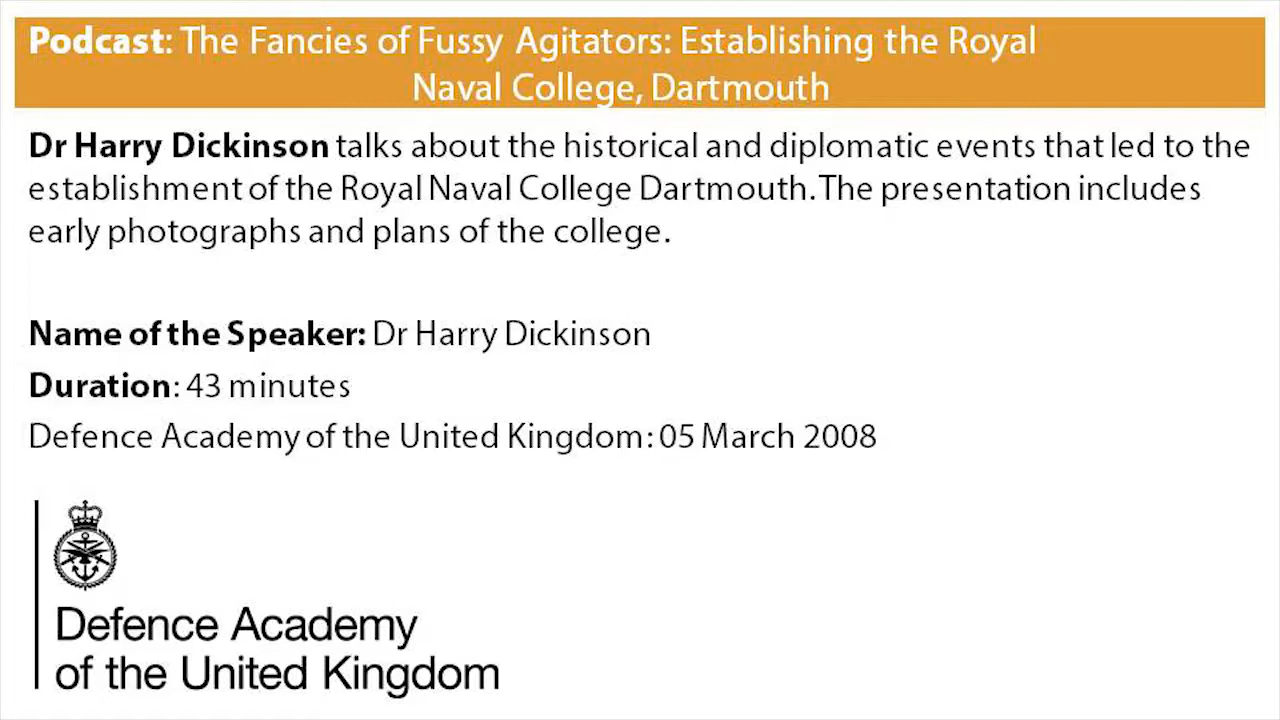 Podcast: The Fancies of Fussy Agitators: Establishing the Royal
Naval College, Dartmouth
Dr Harry Dickinson talks about the historical and diplomatic events that led to the
establishment of the Royal Naval College Dartmouth. The presentation includes
early photographs and plans of the college.
Name of the Speaker: Dr Harry Dickinson
Duration: 43 minutes
Defence Academy of the United Kingdom: 05 March 2008
Defence Academy
of the United Kingdom